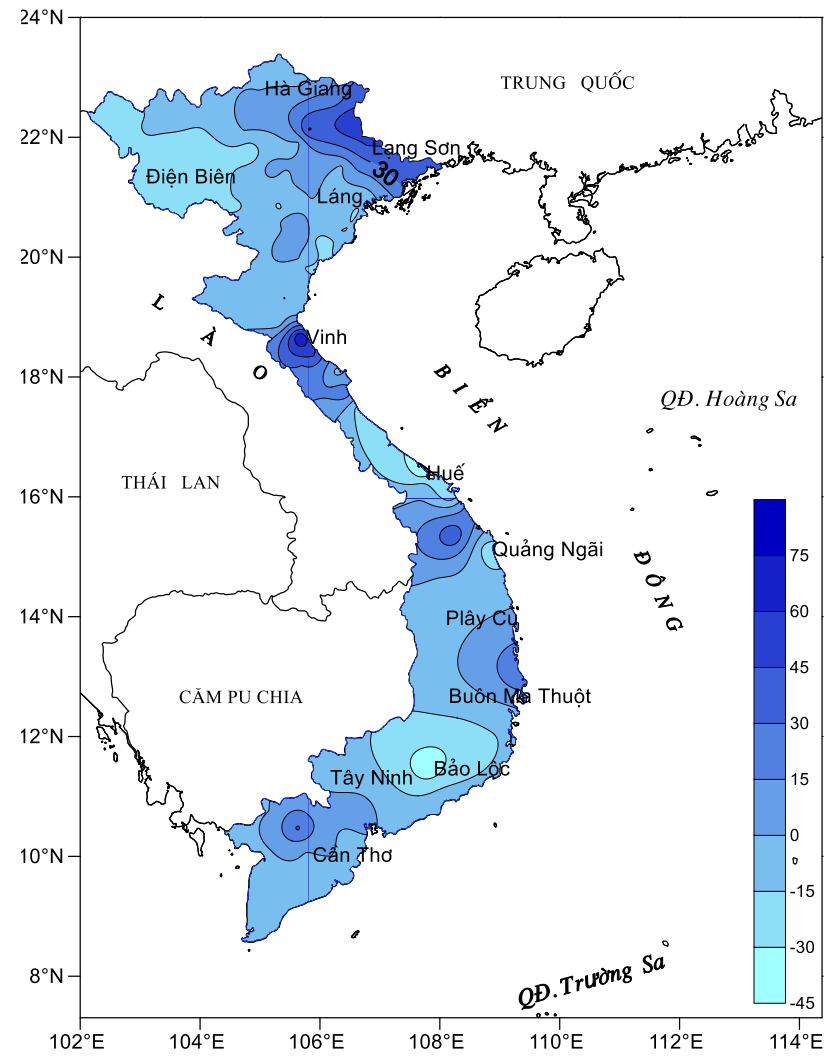 24°N
22°N
20°N
18°N
16°N
14°N
12°N
10°N
8°N
102°E
104°E
106°E
108°E
110°E
112°E
114°E
TRUNG QUỐC
Hà Giang
Lạng Sơn
30
Điện Biên
Láng
LÀO
Vinh
BIỂN
QĐ. Hoàng Sa
THÁI LAN
Huế
Quảng Ngãi
ĐÔNG
Plây Cu
CĂM PU CHIA
Buôn Ma Thuột
Tây Ninh
Bảo Lộc
Cần Thơ
QĐ. Trường Sa
75
60
45
30
15
0
-15
-30
-45